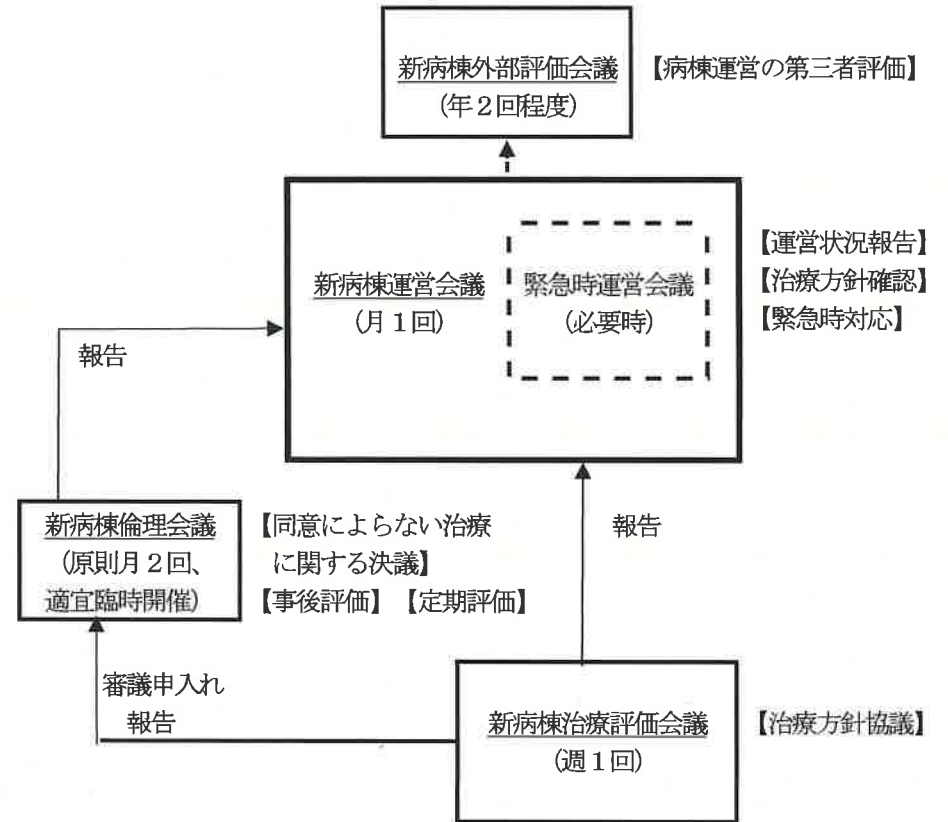 新病棟外部評価会議
(年2回程度)
【病棟運営の第三者評価】
新病棟運営会議
(月1回)
緊急時運営会議
(必要時)
【運営状況報告】
【治療方針確認】
【緊急時対応】
報告
新病棟倫理会議
(原則月2回、
適宜臨時開催)
【同意によらない治療
に関する決議】
【事後評価】【定期評価】
報告
審議申入れ
報告
新病棟治療評価会議
(週1回)
【治療方針協議】